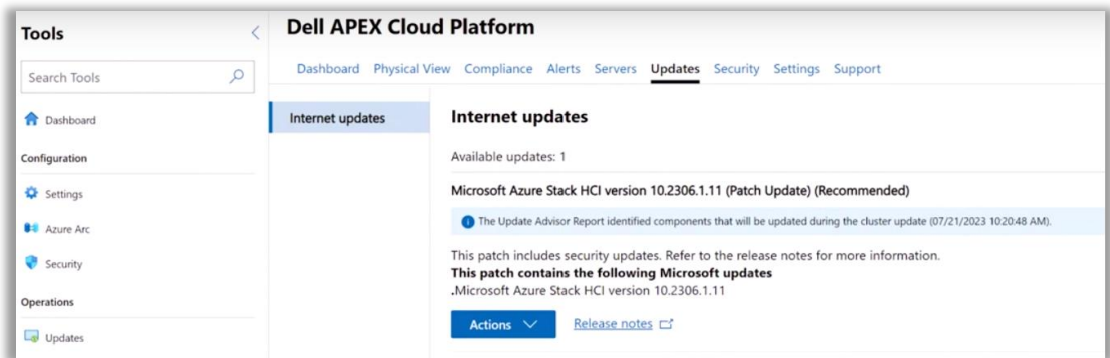 Tools
Search Tools
Dashboard
Configuration
Settings
Azure Arc
Security
Operations
Updates
Dell APEX Cloud Platform
Dashboard Physical View Compliance Alerts Servers Updates Security Settings Support
Internet updates
Internet updates
Available updates: 1
Microsoft Azure Stack HCI version 10.2306.1.11 (Patch Update) (Recommended)
The Update Advisor Report identified components that will be updated during the cluster update (07/21/2023 10:20:48 AM).
This patch includes security updates. Refer to the release notes for more information.
This patch contains the following Microsoft updates
.Microsoft Azure Stack HCI version 10.2306.1.11
Actions
Release notes